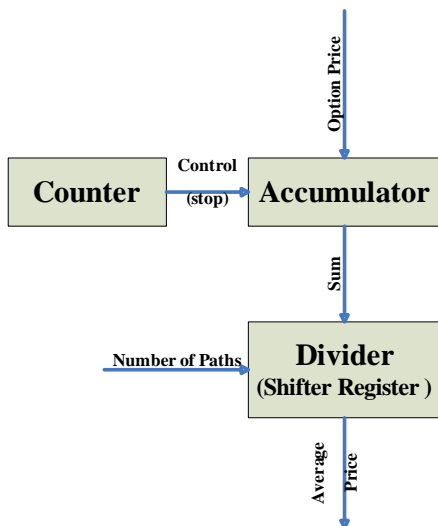 Option Price
Control
(stop)
Counter
Accumulator
Sum
Number of Paths
Divider
(Shifter Register )
Average
Price